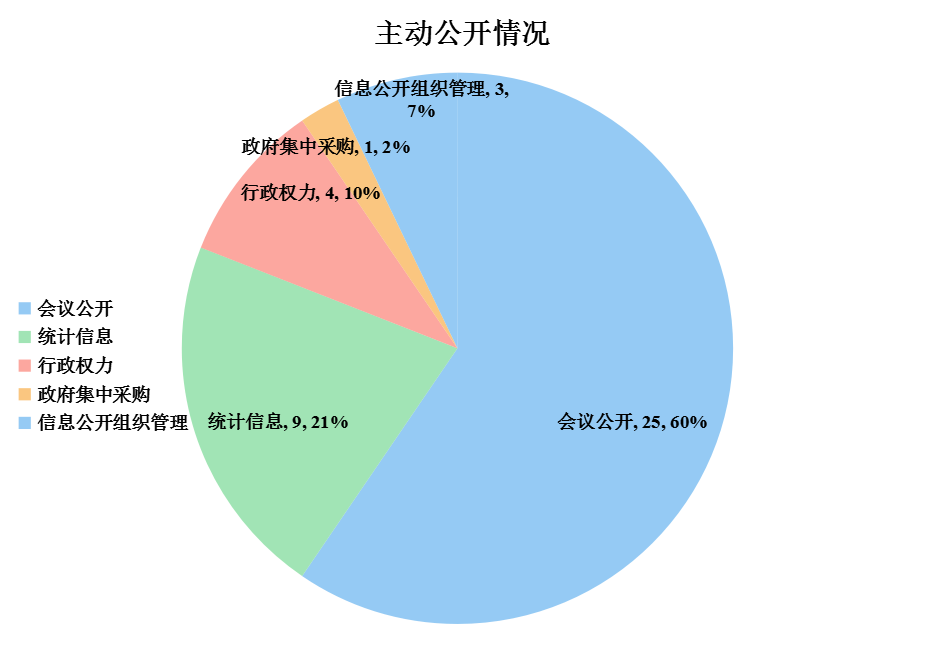 主动公开情况
信息公开组织管理, 3,
7%
政府集中采购, 1, 2%
行政权力, 4, 10%
会议公开
统计信息
行政权力
政府集中采购
信息公开组织管理
统计信息, 9, 21%
会议公开, 25, 60%